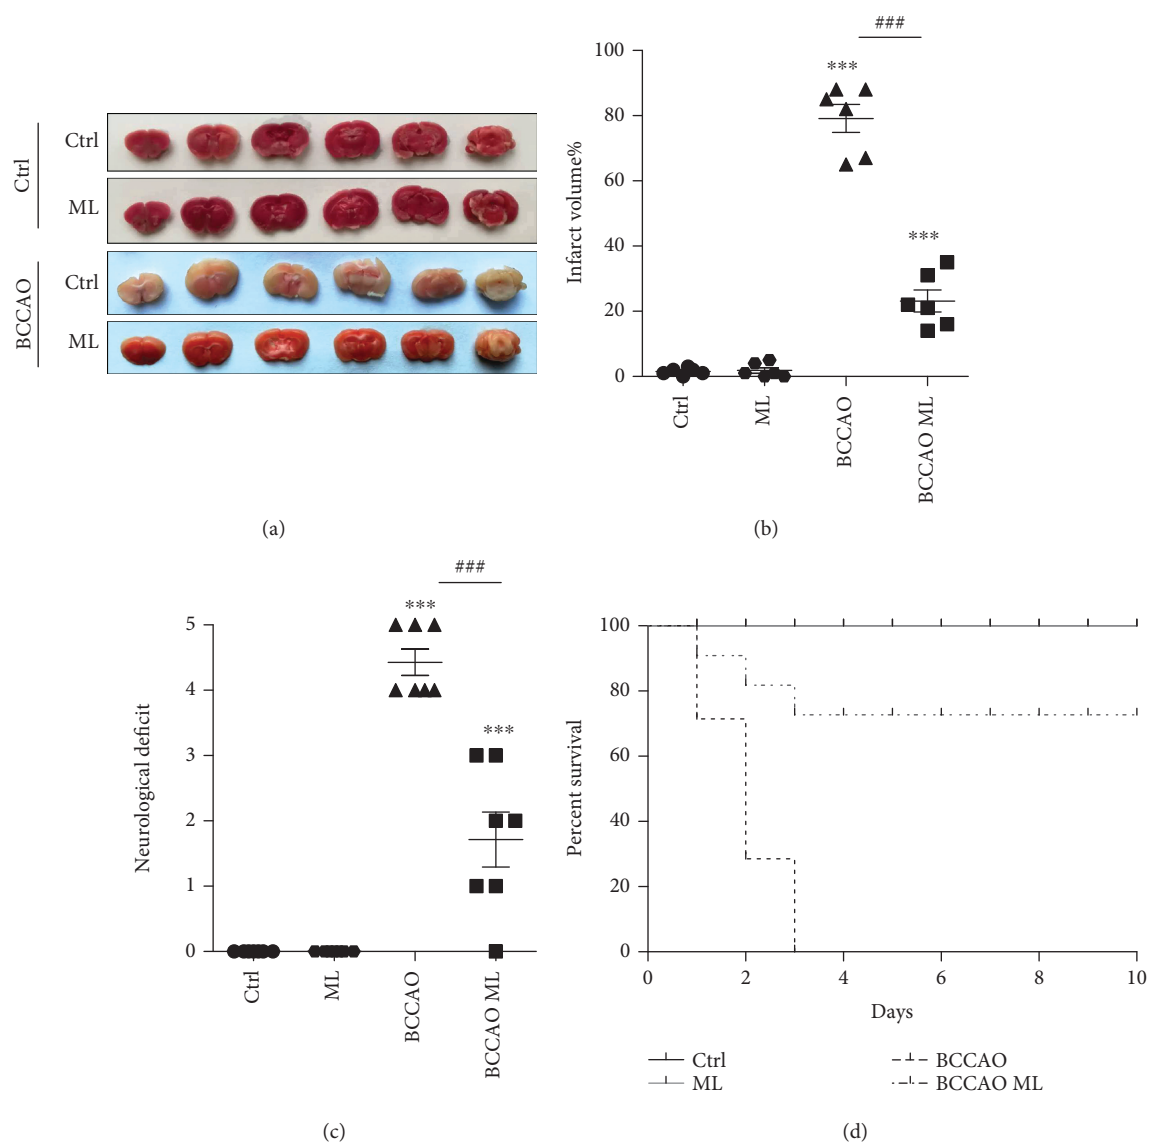 Ctrl
BCCAO
Ctrl
ML
Ctrl
ML
(a)
###
***
***
Infarct volume%
100
80
60
40
20
0
Ctrl
ML
BCCAO
BCCAO ML
(b)
###
***
***
Neurological deficit
5
4
3
2
1
0
Ctrl
ML
BCCAO
BCCAO ML
(c)
Percent survival
100
80
60
40
20
0
0 2 4 6 8 10
Days
Ctrl
ML
BCCAO
BCCAO ML
(d)